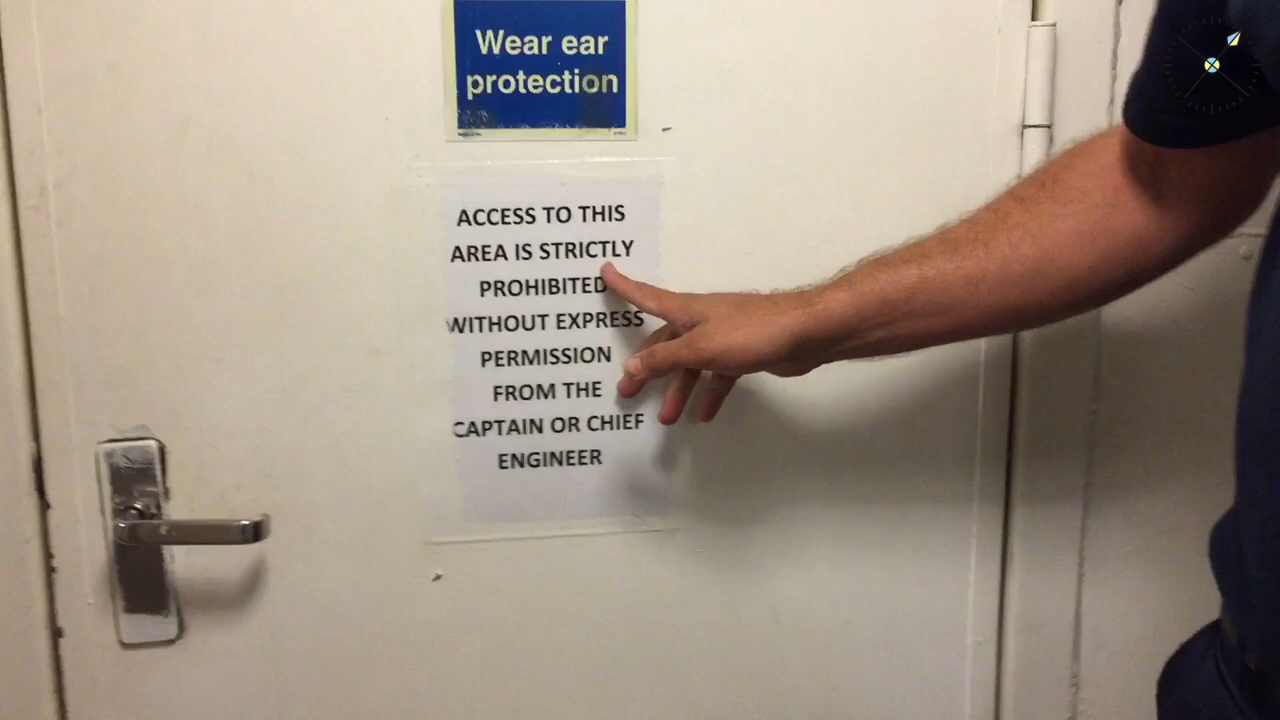 Wear ear
protection
ACCESS TO THIS
AREA IS STRICTLY
PROHIBITED
WITHOUT EXPRESS
PERMISSION
FROM THE
CAPTAIN OR CHIEF
ENGINEER